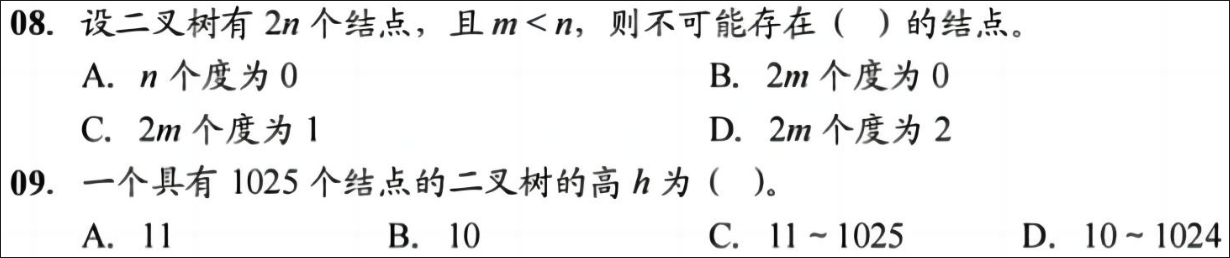 08. 设二叉树有 2n 个结点，且 m < n，则不可能存在（ ）的结点。
A. n 个度为 0 B. 2m 个度为 0
C. 2m 个度为 1 D. 2m 个度为 2
09. 一个具有 1025 个结点的二叉树的高 h 为（ ）。
A. 11 B. 10 C. 11 ~ 1025 D. 10 ~ 1024